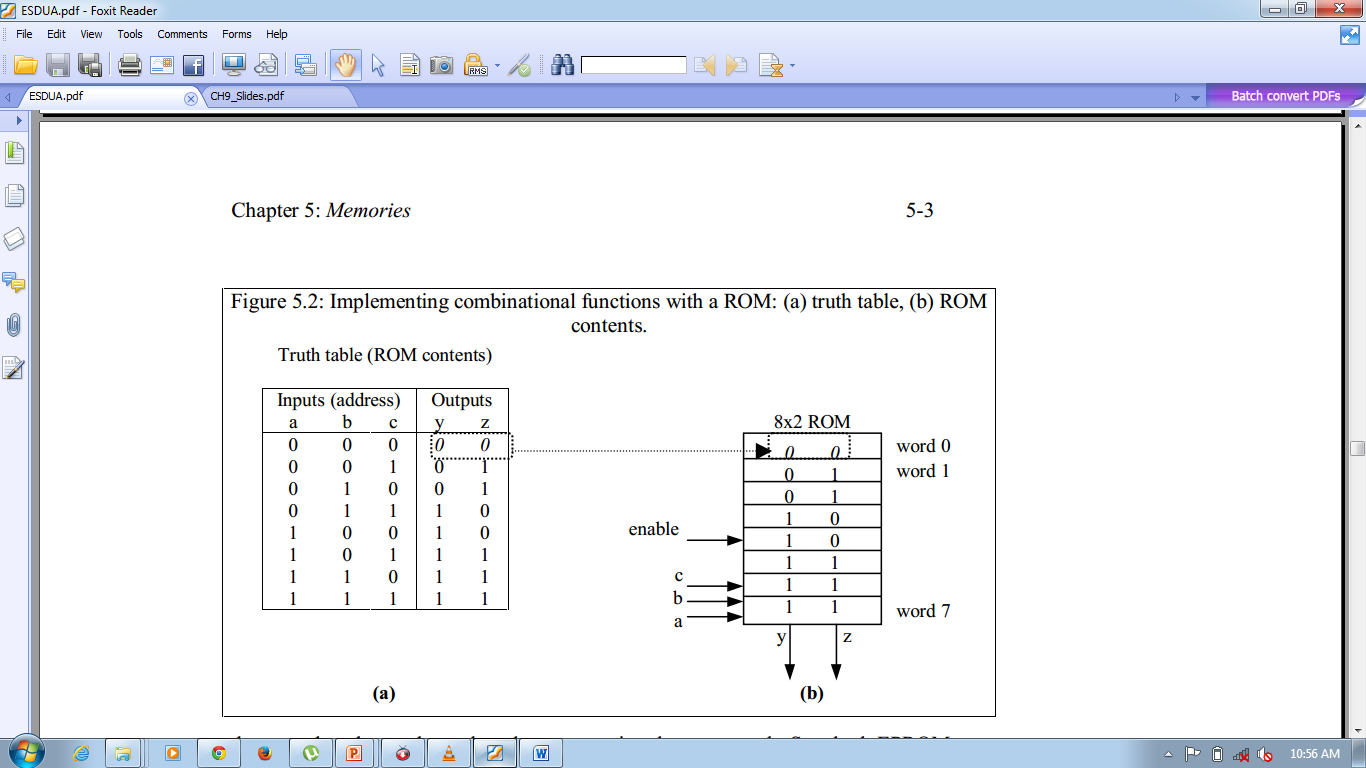 ESDUA.pdf - Foxit Reader
File Edit View Tools Comments Forms Help
RMS
ESDUA.pdf CH9_Slides.pdf Batch convert PDFs
Chapter 5: Memories 5-3
Figure 5.2: Implementing combinational functions with a ROM: (a) truth table, (b) ROM
contents.
Truth table (ROM contents)
Inputs (address) Outputs
a b c y z
0 0 0 0 0
0 0 1 0 1
0 1 0 0 1
0 1 1 1 0
1 0 0 1 0
1 0 1 1 1
1 1 0 1 1
1 1 1 1 1
(a)
8x2 ROM
0 0 word 0
0 1 word 1
0 1
1 0
enable
1 0
1 1
c
1 1
b
1 1 word 7
a
y z
(b)
10:56 AM